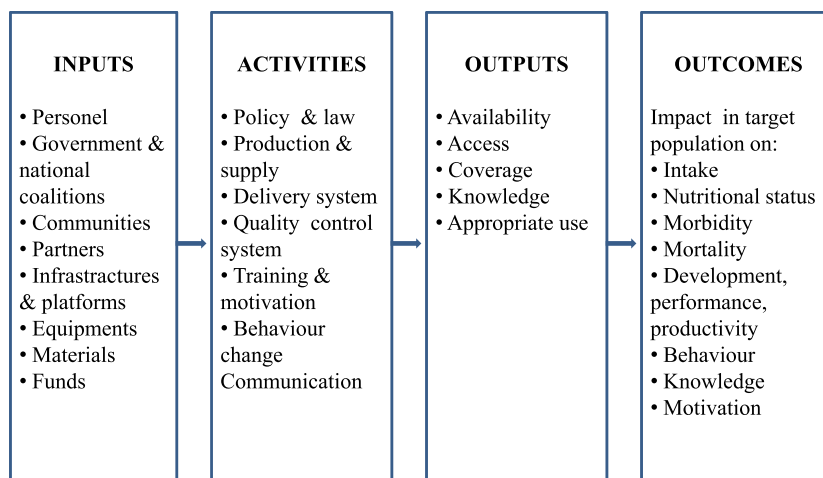 INPUTS
• Personel
• Government &
national
coalitions
• Communities
• Partners
• Infrastractures
& platforms
• Equipments
• Materials
• Funds
ACTIVITIES
• Policy & law
• Production &
supply
• Delivery system
• Quality control
system
• Training &
motivation
• Behaviour
change
Communication
OUTPUTS
• Availability
• Access
• Coverage
• Knowledge
• Appropriate use
OUTCOMES
Impact in target
population on:
• Intake
• Nutritional status
• Morbidity
• Mortality
• Development,
performance,
productivity
• Behaviour
• Knowledge
• Motivation